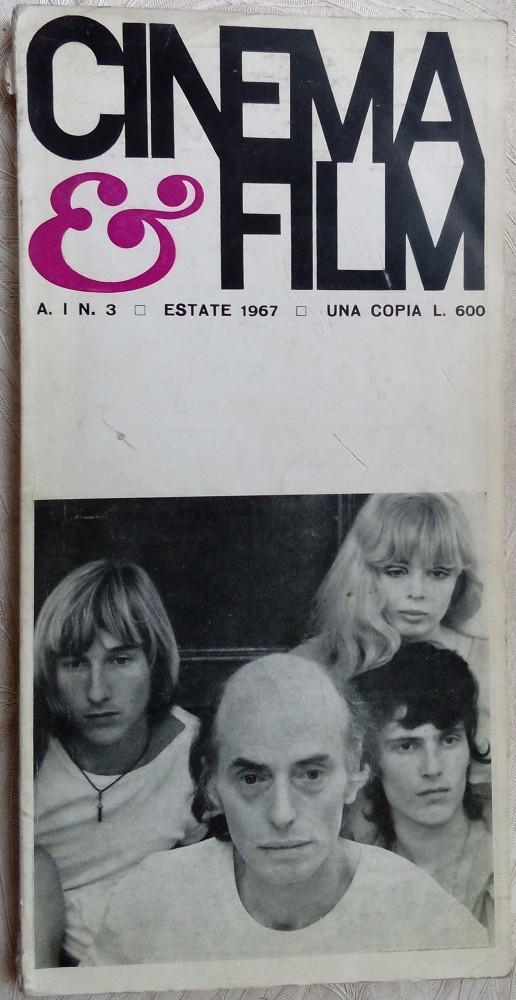 CINEMA
& FILM
A. I N. 3 □ ESTATE 1967 □ UNA COPIA L. 600